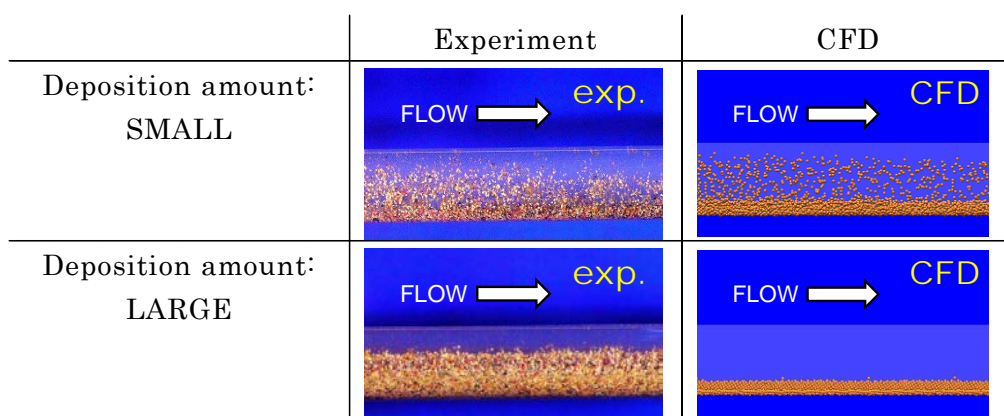 Experiment
CFD
Deposition amount:
SMALL
exp.
FLOW
CFD
FLOW
Deposition amount:
LARGE
exp.
FLOW
CFD
FLOW